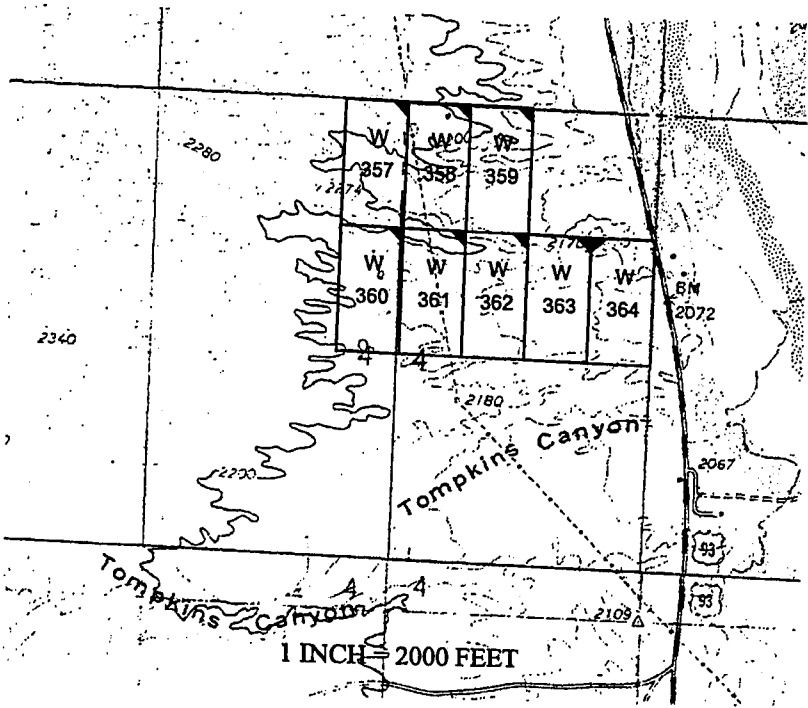 2280
W 357
W 358
W 359
2170
W 360
W 361
W 362
W 363
W 364
BM
2072
2340
4 4
2180
Tompkins Canyon
2200
2067
93
Tompkins Canyon
4 4
93
2109
1 INCH = 2000 FEET